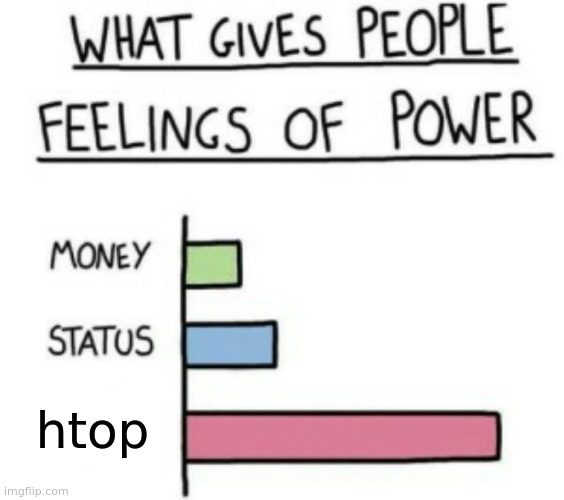 WHAT GIVES PEOPLE
FEELINGS OF POWER
MONEY
STATUS
htop
imgflip.com